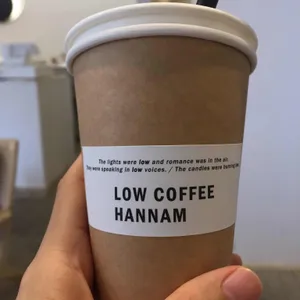 The lights were low and romance was in the air.
They were speaking in low voices. / The candles were burning low.
LOW COFFEE
HANNAM